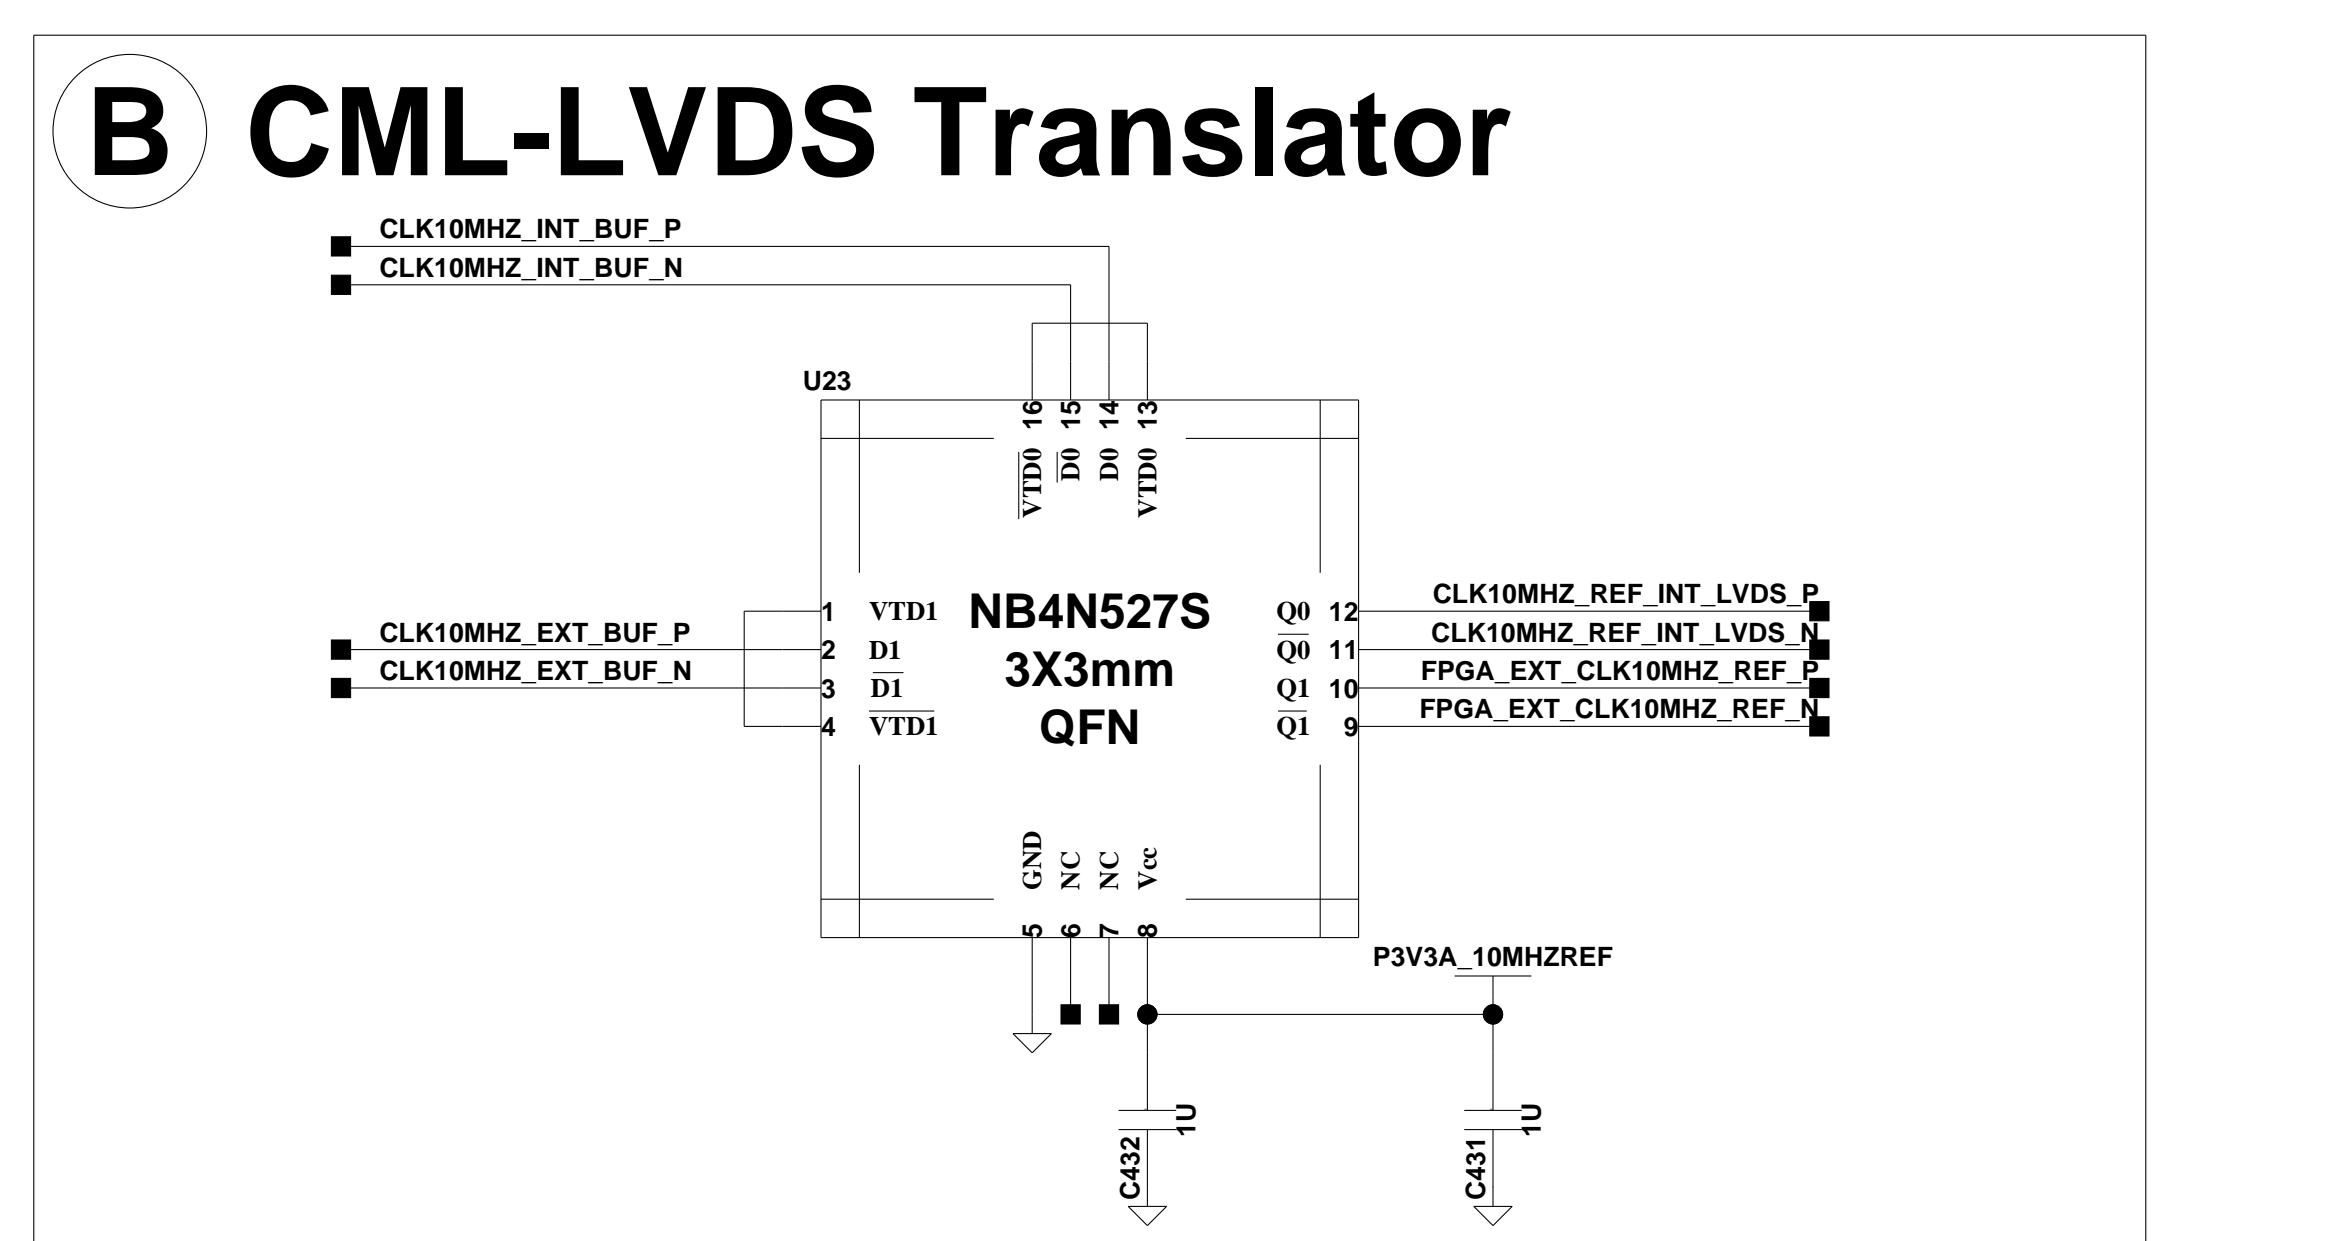 B CML-LVDS Translator
CLK10MHZ_INT_BUF_P
CLK10MHZ_INT_BUF_N
U23
16 15 14 13
VTD0 D0 D0 VTD0
CLK10MHZ_EXT_BUF_P
CLK10MHZ_EXT_BUF_N
1 VTD1
2 D1
3 D1
4 VTD1
NB4N527S
3X3mm
QFN
Q0 12
Q0 11
Q1 10
Q1 9
CLK10MHZ_REF_INT_LVDS_P
CLK10MHZ_REF_INT_LVDS_N
FPGA_EXT_CLK10MHZ_REF_P
FPGA_EXT_CLK10MHZ_REF_N
GND NC NC Vcc
5 6 7 8
P3V3A_10MHZREF
1U
C432
1U
C431